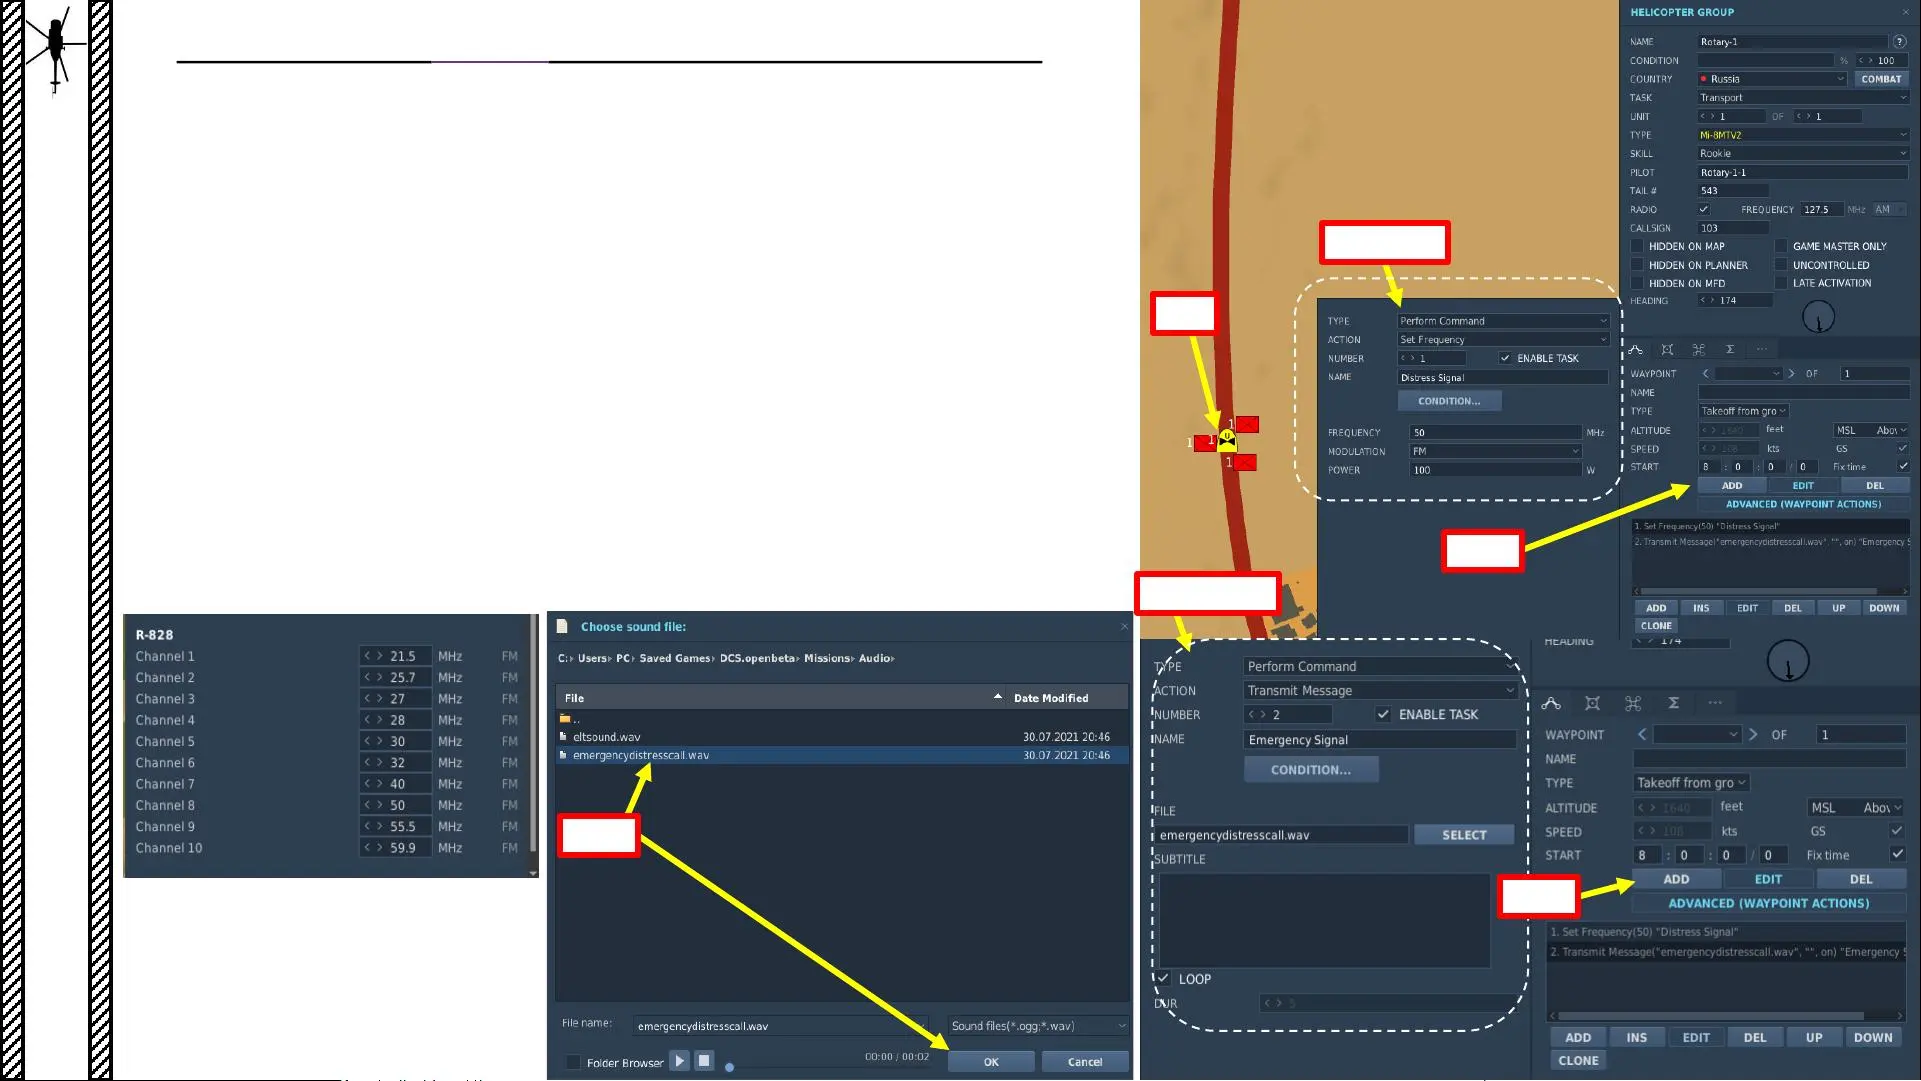 HELICOPTER GROUP
NAME Rotary-1 ?
CONDITION % < > 100
COUNTRY Russia COMBAT
TASK Transport
UNIT < > 1 OF < > 1
TYPE Mi-8MTV2
SKILL Rookie
PILOT Rotary-1-1
TAIL # 543
RADIO FREQUENCY 127.5 MHz AM
CALLSIGN 103
HIDDEN ON MAP GAME MASTER ONLY
HIDDEN ON PLANNER UNCONTROLLED
HIDDEN ON MFD LATE ACTIVATION
HEADING < > 174
WAYPOINT < > OF 1
NAME
TYPE Takeoff from gro
ALTITUDE < > 1640 feet MSL Abov
SPEED < > 108 kts GS
START 8 : 0 : 0 / 0 Fix time
ADD EDIT DEL
ADVANCED (WAYPOINT ACTIONS)
1. Set Frequency(50) "Distress Signal"
2. Transmit Message("emergencydistresscall.wav", "", on) "Emergency S
ADD INS EDIT DEL UP DOWN
CLONE
TYPE Perform Command
ACTION Set Frequency
NUMBER < > 1 ENABLE TASK
NAME Distress Signal
CONDITION...
FREQUENCY 50 MHz
MODULATION FM
POWER 100 W
1
1 1
1
R-828
Channel 1 < > 21.5 MHz FM
Channel 2 < > 25.7 MHz FM
Channel 3 < > 27 MHz FM
Channel 4 < > 28 MHz FM
Channel 5 < > 30 MHz FM
Channel 6 < > 32 MHz FM
Channel 7 < > 40 MHz FM
Channel 8 < > 50 MHz FM
Channel 9 < > 55.5 MHz FM
Channel 10 < > 59.9 MHz FM
Choose sound file:
C:› Users› PC› Saved Games› DCS.openbeta› Missions› Audio›
File Date Modified
..
eltsound.wav 30.07.2021 20:46
emergencydistresscall.wav 30.07.2021 20:46
File name: emergencydistresscall.wav Sound files(*.ogg;*.wav)
Folder Browser 00:00 / 00:02 OK Cancel
TYPE Perform Command
ACTION Transmit Message
NUMBER < > 2 ENABLE TASK
NAME Emergency Signal
CONDITION...
FILE
emergencydistresscall.wav SELECT
SUBTITLE
LOOP
DUR < > 5
HEADING < > 174
WAYPOINT < > OF 1
NAME
TYPE Takeoff from gro
ALTITUDE < > 1640 feet MSL Abov
SPEED < > 108 kts GS
START 8 : 0 : 0 / 0 Fix time
ADD EDIT DEL
ADVANCED (WAYPOINT ACTIONS)
1. Set Frequency(50) "Distress Signal"
2. Transmit Message("emergencydistresscall.wav", "", on) "Emergency S
ADD INS EDIT DEL UP DOWN
CLONE